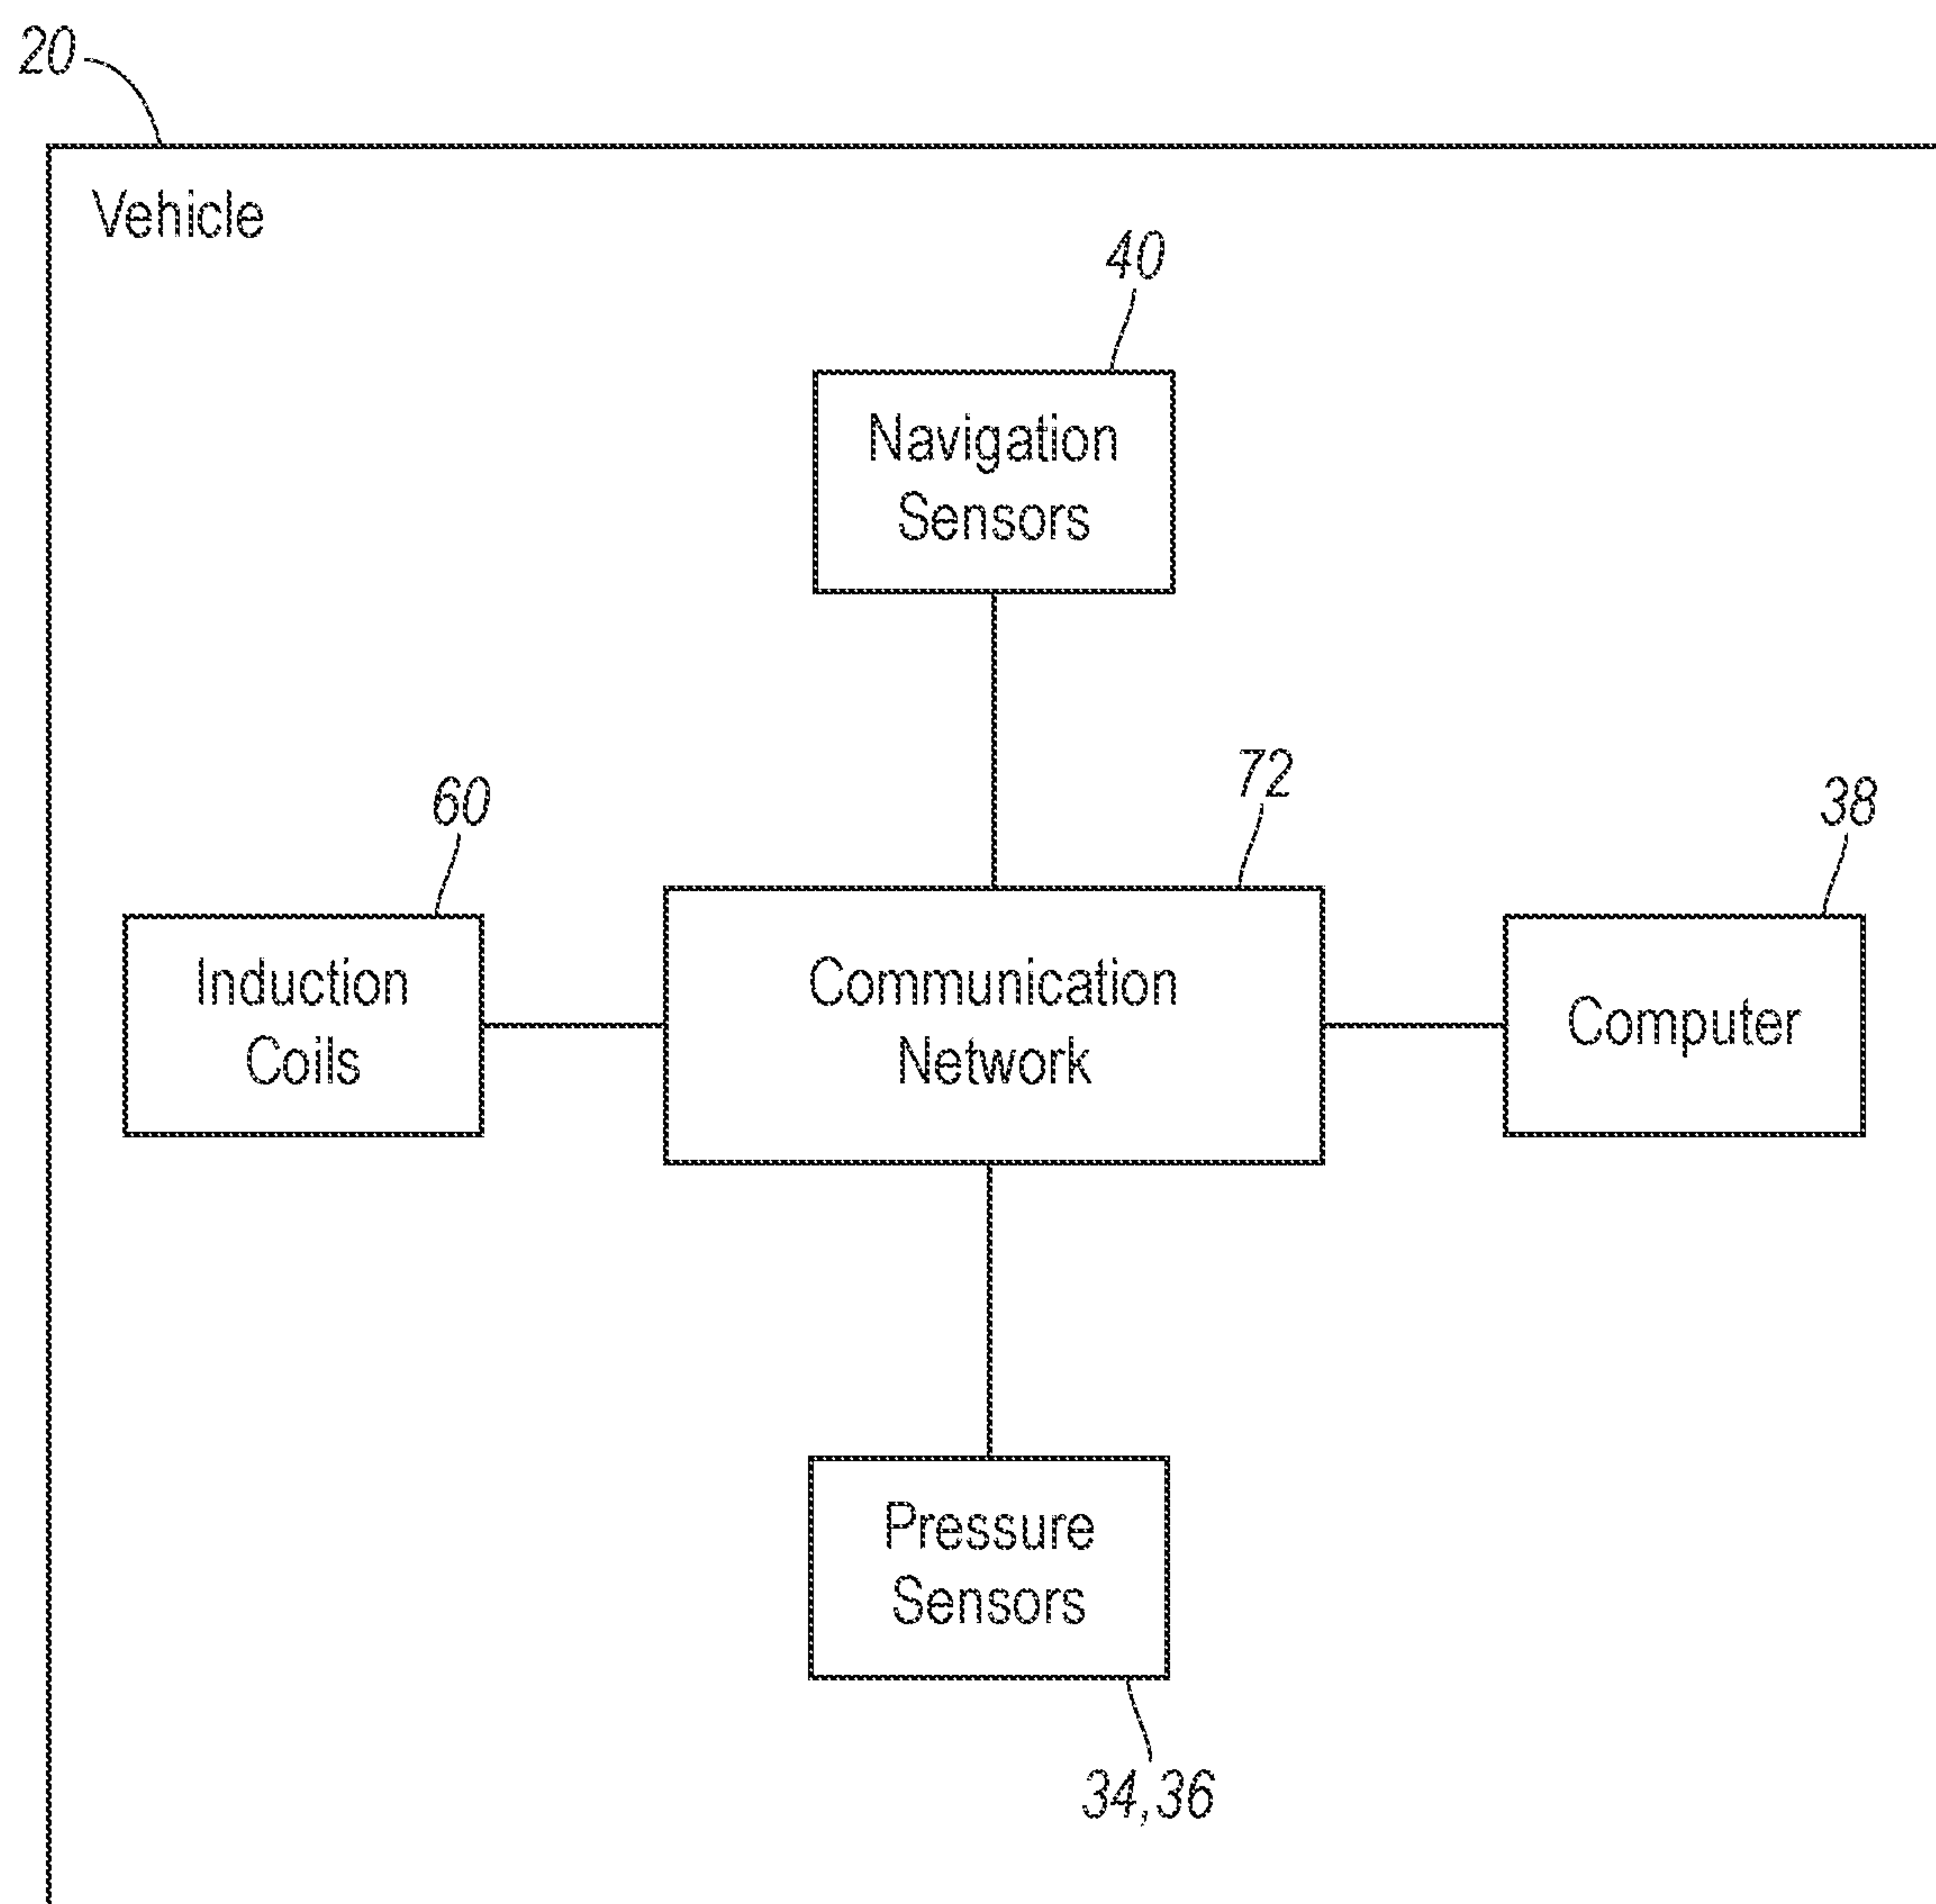 20
Vehicle
40
Navigation
Sensors
72
60
38
Induction
Coils
Communication
Network
Computer
Pressure
Sensors
34,36